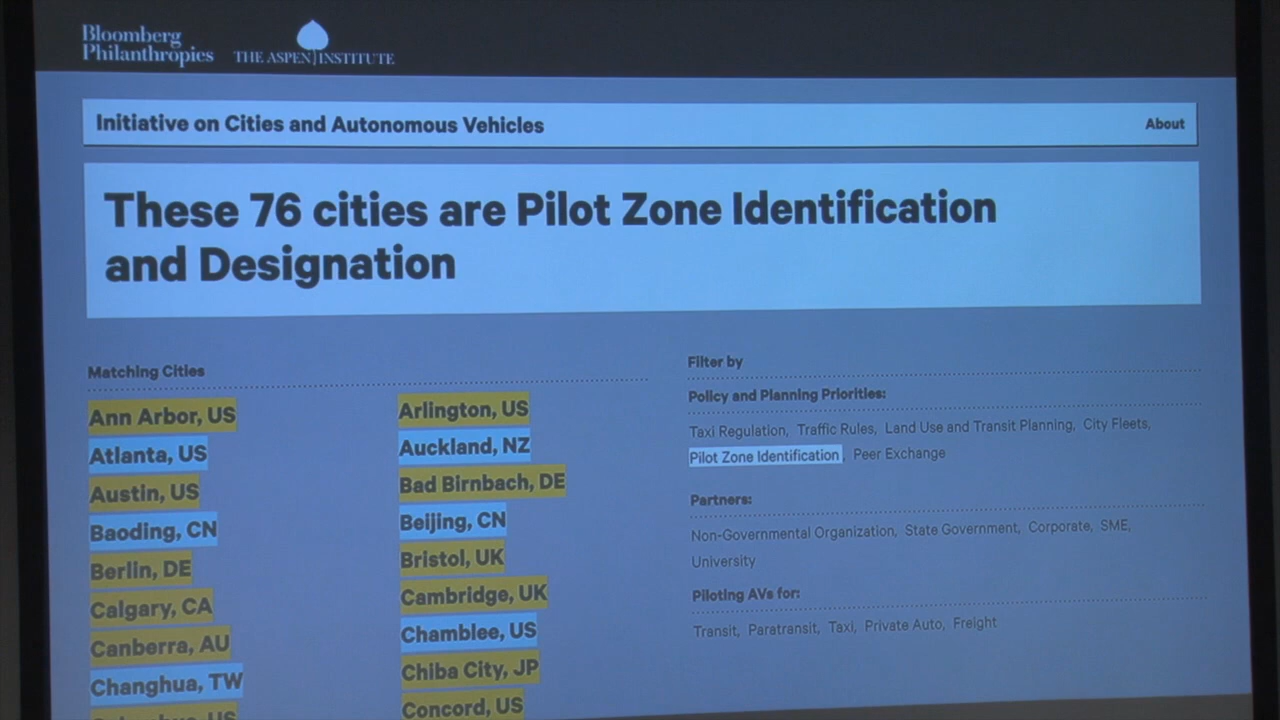 Bloomberg
Philanthropies
THE ASPEN INSTITUTE
Initiative on Cities and Autonomous Vehicles
About
These 76 cities are Pilot Zone Identification
and Designation
Matching Cities
Ann Arbor, US
Arlington, US
Atlanta, US
Auckland, NZ
Austin, US
Bad Birnbach, DE
Baoding, CN
Beijing, CN
Berlin, DE
Bristol, UK
Calgary, CA
Cambridge, UK
Canberra, AU
Chamblee, US
Changhua, TW
Chiba City, JP
Columbus, US
Concord, US
Filter by
Policy and Planning Priorities:
Taxi Regulation, Traffic Rules, Land Use and Transit Planning, City Fleets,
Pilot Zone Identification, Peer Exchange
Partners:
Non-Governmental Organization, State Government, Corporate, SME,
University
Piloting AVs for:
Transit, Paratransit, Taxi, Private Auto, Freight